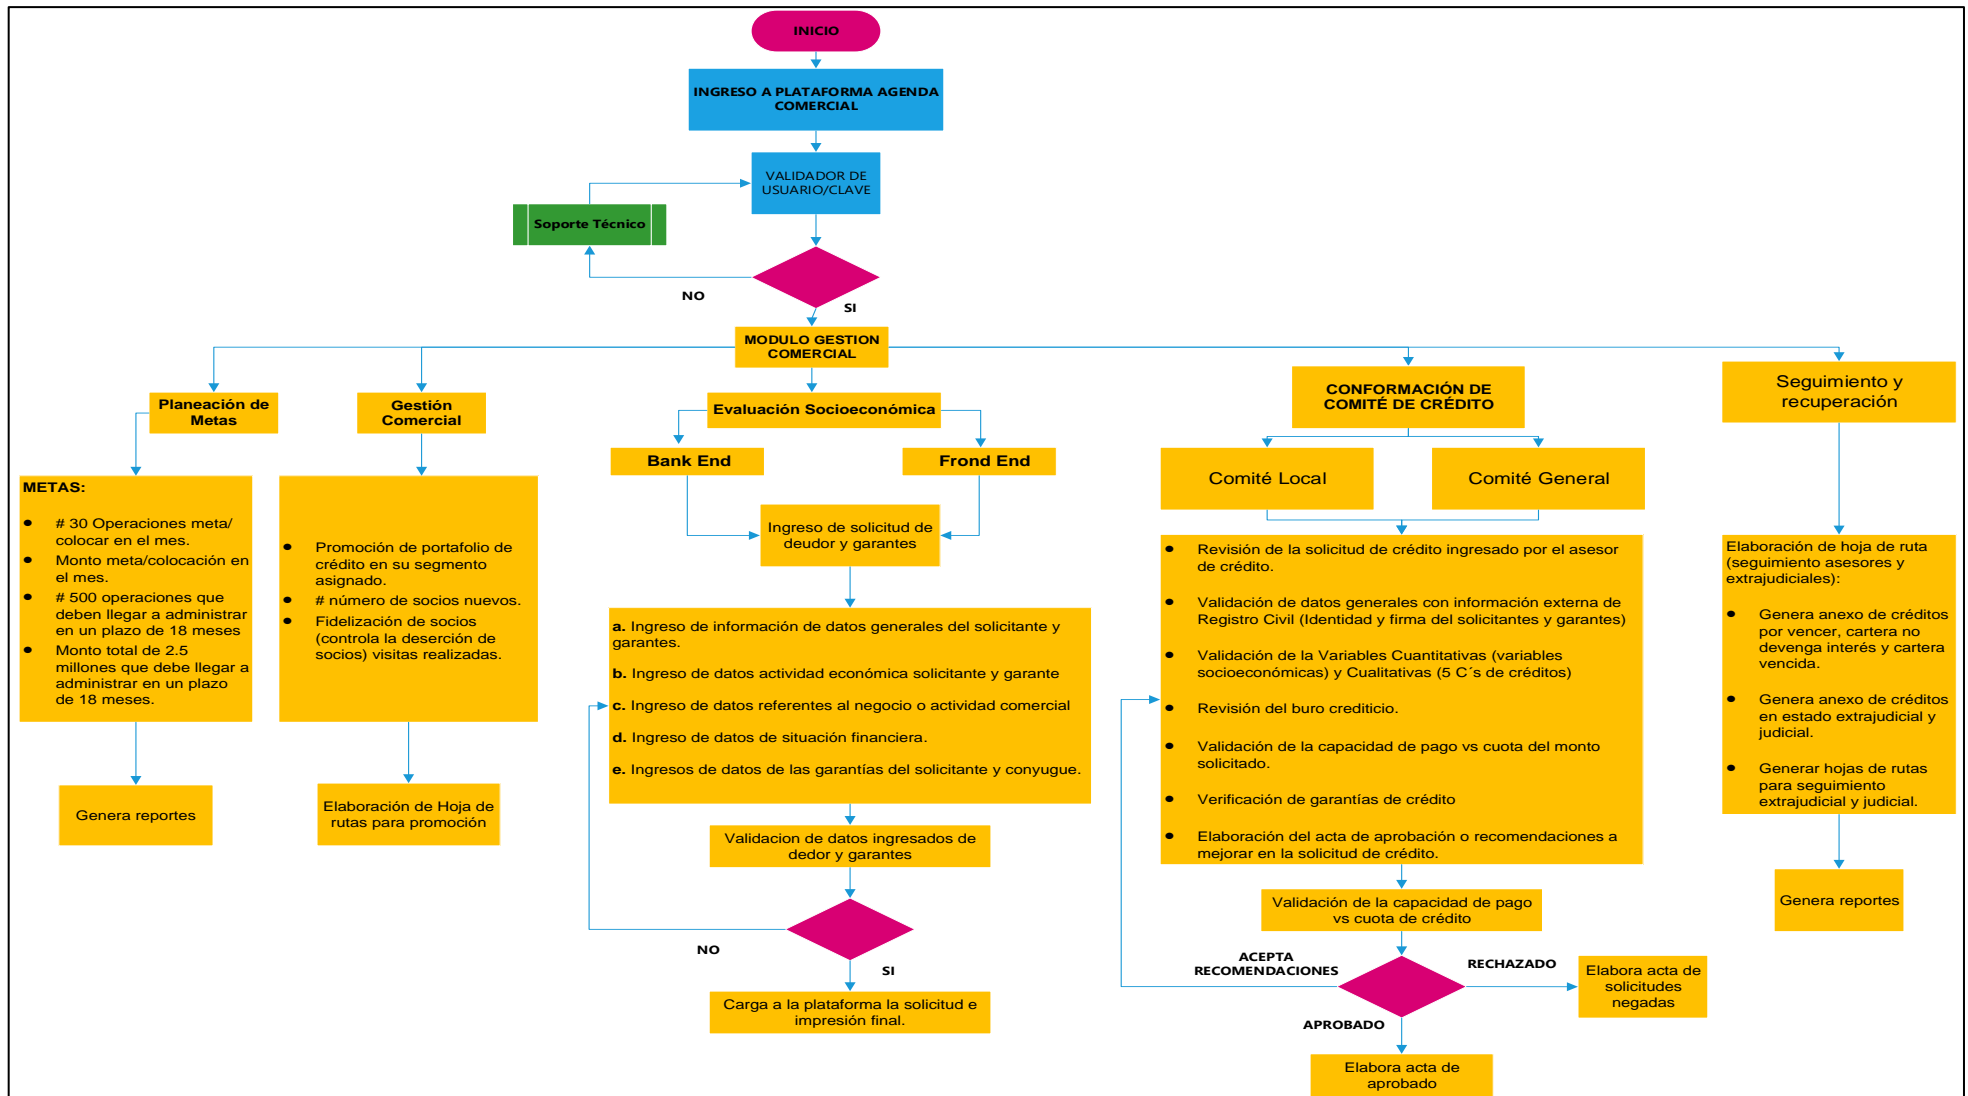 INICIO
INGRESO A PLATAFORMA AGENDA
COMERCIAL
VALIDADOR DE
USUARIO/CLAVE
Soporte Técnico
NO
SI
MODULO GESTION
COMERCIAL
Planeación de
Metas
METAS:
● # 30 Operaciones meta/
colocar en el mes.
● Monto meta/colocación en
el mes.
● # 500 operaciones que
deben llegar a administrar
en un plazo de 18 meses
● Monto total de 2.5
millones que debe llegar a
administrar en un plazo
de 18 meses.
Genera reportes
Gestión
Comercial
● Promoción de portafolio de
crédito en su segmento
asignado.
● # número de socios nuevos.
● Fidelización de socios
(controla la deserción de
socios) visitas realizadas.
Elaboración de Hoja de
rutas para promoción
Evaluación Socioeconómica
Bank End
Frond End
Ingreso de solicitud de
deudor y garantes
a. Ingreso de información de datos generales del solicitante y
garantes.
b. Ingreso de datos actividad económica solicitante y garante
c. Ingreso de datos referentes al negocio o actividad comercial
d. Ingreso de datos de situación financiera.
e. Ingresos de datos de las garantías del solicitante y conyugue.
Validacion de datos ingresados de
dedor y garantes
NO
SI
Carga a la plataforma la solicitud e
impresión final.
CONFORMACIÓN DE
COMITÉ DE CRÉDITO
Comité Local
Comité General
● Revisión de la solicitud de crédito ingresado por el asesor
de crédito.
● Validación de datos generales con información externa de
Registro Civil (Identidad y firma del solicitantes y garantes)
● Validación de la Variables Cuantitativas (variables
socioeconómicas) y Cualitativas (5 C´s de créditos)
● Revisión del buro crediticio.
● Validación de la capacidad de pago vs cuota del monto
solicitado.
● Verificación de garantías de crédito
● Elaboración del acta de aprobación o recomendaciones a
mejorar en la solicitud de crédito.
Validación de la capacidad de pago
vs cuota de crédito
ACEPTA
RECOMENDACIONES
RECHAZADO
Elabora acta de
solicitudes
negadas
APROBADO
Elabora acta de
aprobado
Seguimiento y
recuperación
Elaboración de hoja de ruta
(seguimiento asesores y
extrajudiciales):
● Genera anexo de créditos
por vencer, cartera no
devenga interés y cartera
vencida.
● Genera anexo de créditos
en estado extrajudicial y
judicial.
● Generar hojas de rutas
para seguimiento
extrajudicial y judicial.
Genera reportes